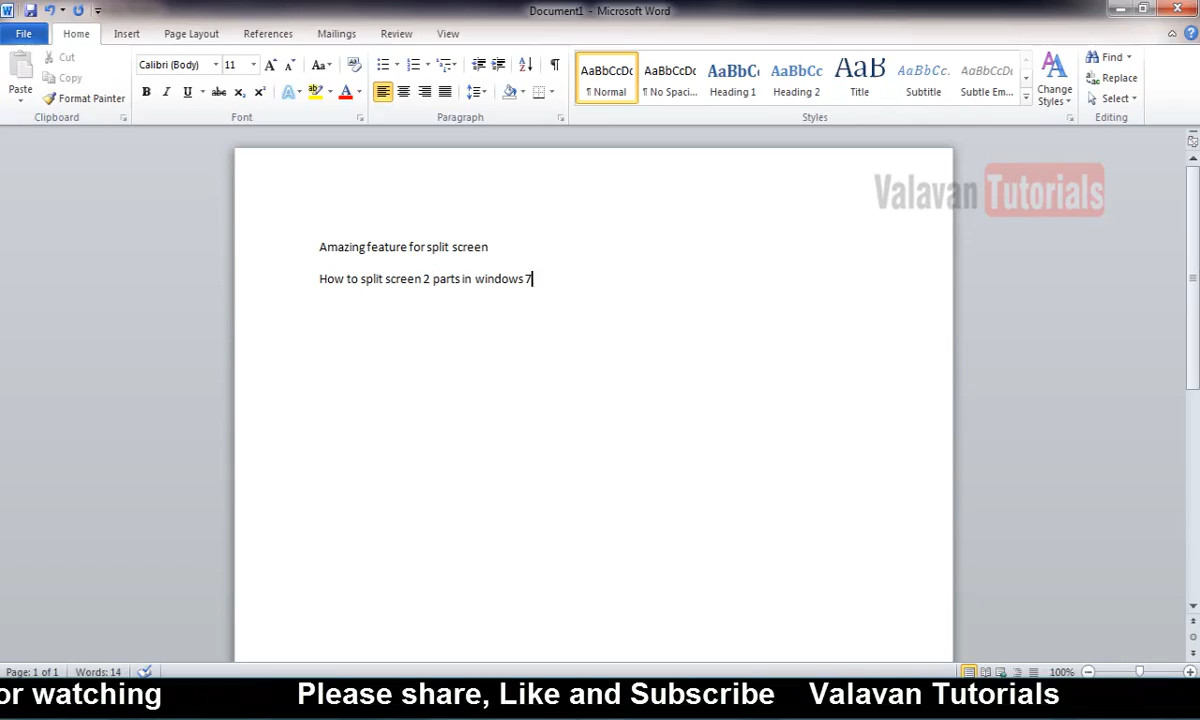 Document1 - Microsoft Word
File Home Insert Page Layout References Mailings Review View
Cut
Copy
Paste
Format Painter
Clipboard
Calibri (Body) 11
Font
Paragraph
AaBbCcDc AaBbCcDc AaBbC AaBbCc AaB AaBbCc. AaBbCcDc
¶ Normal ¶ No Spaci... Heading 1 Heading 2 Title Subtitle Subtle Em...
Change
Styles
Styles
Find
Replace
Select
Editing
Valavan Tutorials
Amazing feature for split screen
How to split screen 2 parts in windows 7
Page: 1 of 1 Words: 14 100%
or watching Please share, Like and Subscribe Valavan Tutorials